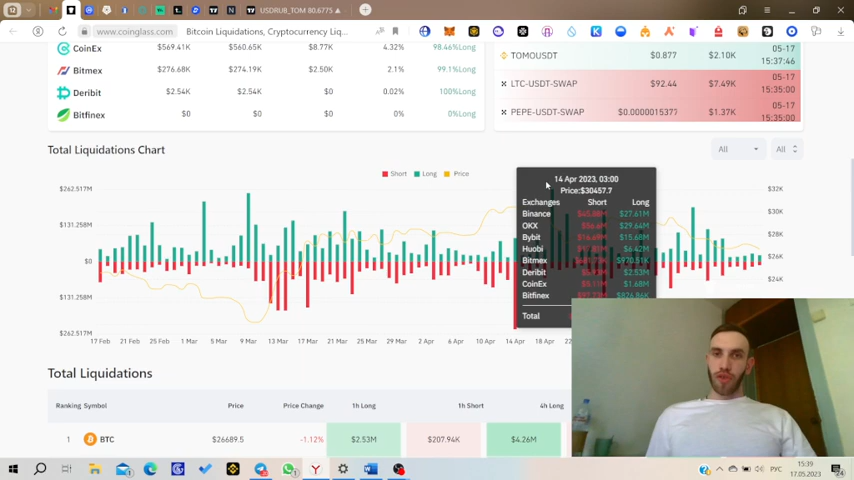 12
USDRUB_TOM 80,6775
www.coinglass.com
Bitcoin Liquidations, Cryptocurrency Liq...
CoinEx $569.41K $560.65K $8.77K 4.32% 98.46%Long
Bitmex $276.68K $274.19K $2.50K 2.1% 99.1%Long
Deribit $2.54K $2.54K $0 0.02% 100%Long
Bitfinex $0 $0 $0 0% 0%Long
TOMOUSDT $0.877 $2.10K 05-17 15:37:46
LTC-USDT-SWAP $92.44 $7.49K 05-17 15:35:00
PEPE-USDT-SWAP $0.0000015377 $1.37K 05-17 15:35:00
Total Liquidations Chart
All All
Short Long Price
14 Apr 2023, 03:00
Price:$30457.7
Exchanges Short Long
Binance $27.61M
OKX $29.64M
Bybit $15.68M
Huobi $6.42M
Bitmex $970.51K
Deribit $2.53M
CoinEx $1.68M
Bitfinex
Total
$262.517M
$131.258M
$0
$131.258M
$262.517M
$32K
$30K
$28K
$26K
$24K
17 Feb 21 Feb 25 Feb 1 Mar 5 Mar 9 Mar 13 Mar 17 Mar 21 Mar 25 Mar 29 Mar 2 Apr 6 Apr 10 Apr 14 Apr 18 Apr
Total Liquidations
Ranking Symbol Price Price Change 1h Long 1h Short 4h Long
1 BTC $26689.5 -1.12% $2.53M $207.94K $4.26M
РУС
15:39
17.05.2023
24